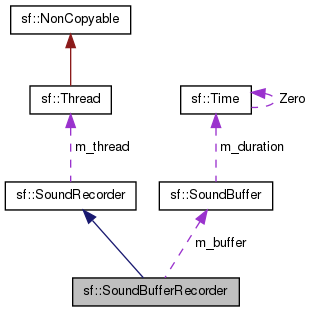 sf::NonCopyable
sf::Thread
sf::Time
Zero
m_thread
m_duration
sf::SoundRecorder
sf::SoundBuffer
m_buffer
sf::SoundBufferRecorder